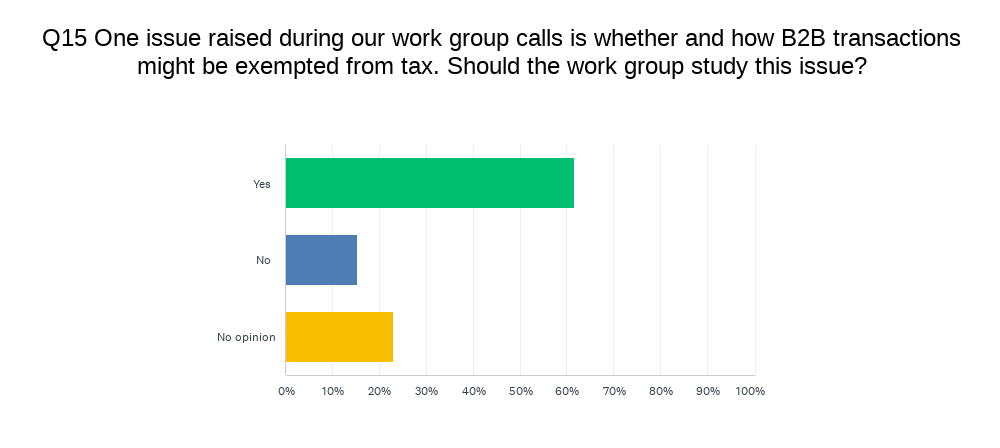 Q15 One issue raised during our work group calls is whether and how B2B transactions
might be exempted from tax. Should the work group study this issue?
Yes
No
No opinion
0% 10% 20% 30% 40% 50% 60% 70% 80% 90% 100%